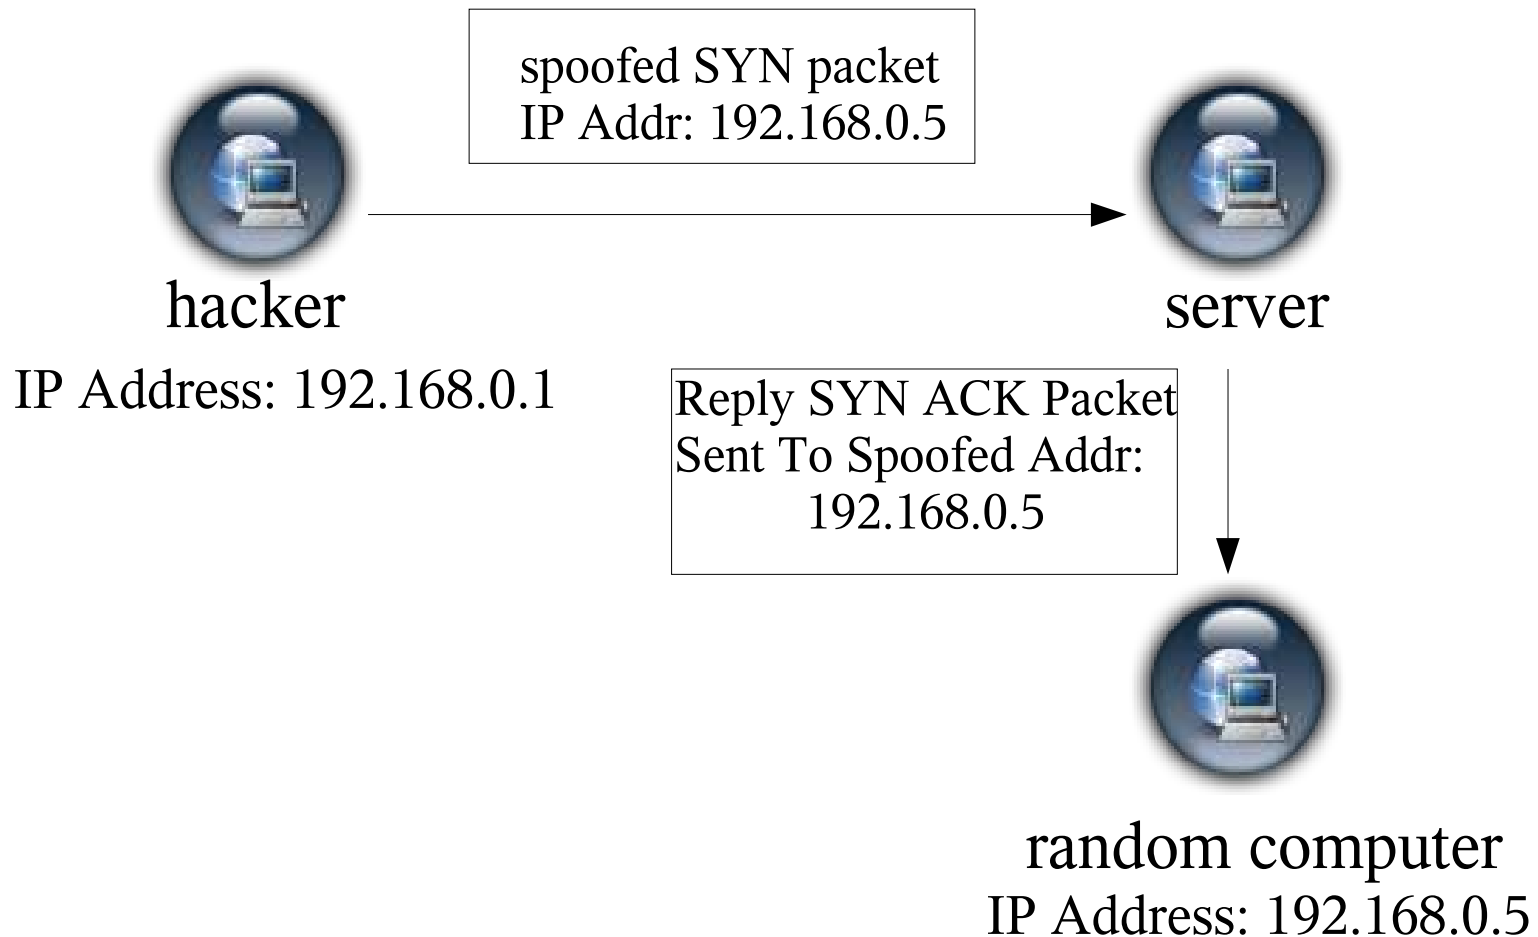 spoofed SYN packet
IP Addr: 192.168.0.5
hacker
IP Address: 192.168.0.1
server
Reply SYN ACK Packet
Sent To Spoofed Addr:
192.168.0.5
random computer
IP Address: 192.168.0.5